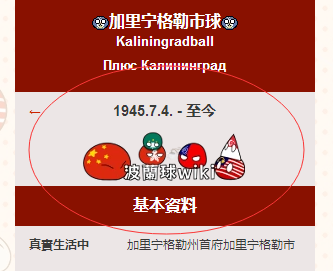 加里宁格勒市球
Kaliningradball
Плюс Калининград
← 1945.7.4. - 至今
波蘭球wiki
基本資料
真實生活中 加里宁格勒州首府加里宁格勒市